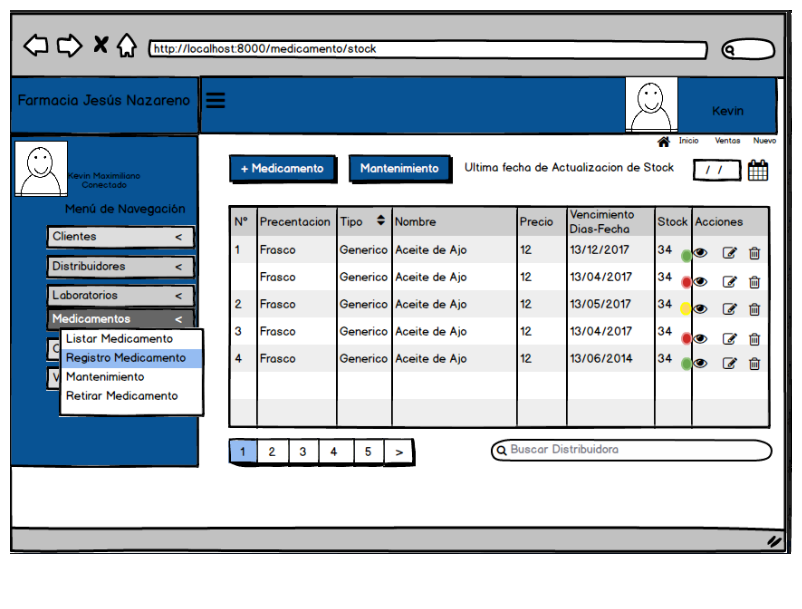 http://localhost:8000/medicamento/stock
Farmacia Jesús Nazareno
Kevin
Inicio Ventas Nuevo
Kevin Maximiliano
Conectado
+ Medicamento Mantenimiento Ultima fecha de Actualizacion de Stock / /
Menú de Navegación
Clientes <
Distribuidores <
Laboratorios <
Medicamentos <
Listar Medicamento
Registro Medicamento
Mantenimiento
Retirar Medicamento
N° Precentacion Tipo Nombre Precio Vencimiento Dias-Fecha Stock Acciones
1 Frasco Generico Aceite de Ajo 12 13/12/2017 34
Frasco Generico Aceite de Ajo 12 13/04/2017 34
2 Frasco Generico Aceite de Ajo 12 13/05/2017 34
3 Frasco Generico Aceite de Ajo 12 13/04/2017 34
4 Frasco Generico Aceite de Ajo 12 13/06/2014 34
1 2 3 4 5 >
Buscar Distribuidora